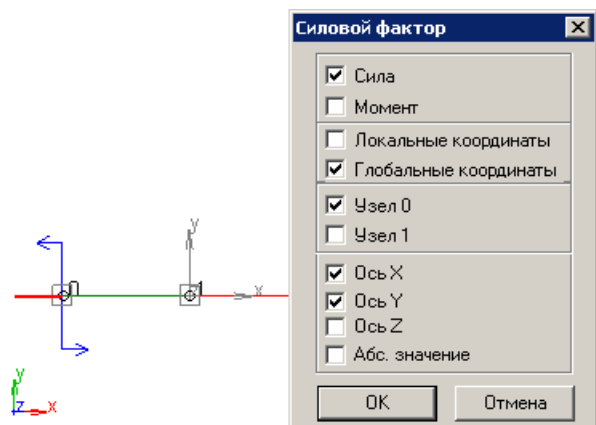 Силовой фактор
Сила
Момент
Локальные координаты
Глобальные координаты
Узел 0
Узел 1
Ось X
Ось Y
Ось Z
Абс. значение
OK
Отмена
y
0
1
x
y
z
x